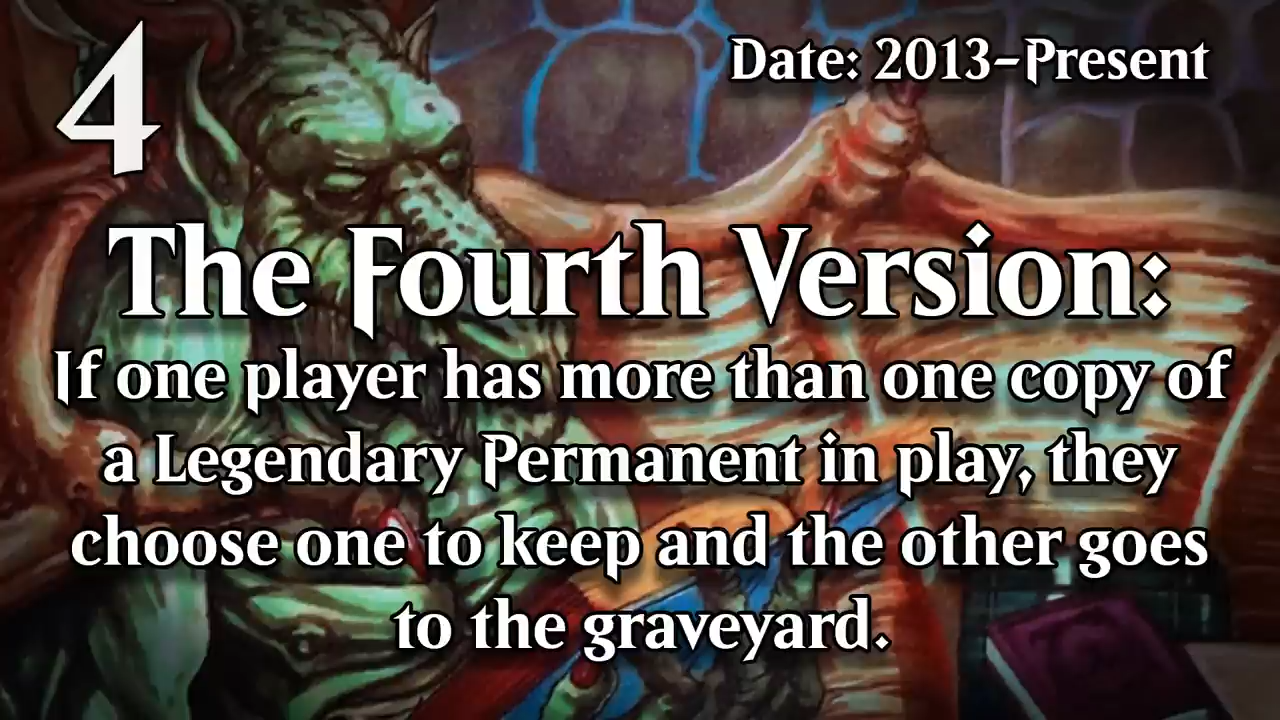 4
Date: 2013-Present
The Fourth Version:
If one player has more than one copy of
a Legendary Permanent in play, they
choose one to keep and the other goes
to the graveyard.